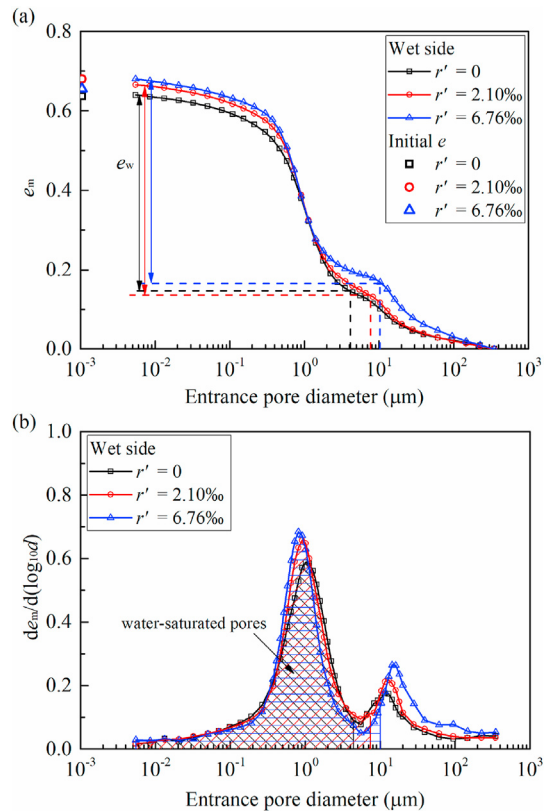 (a)
0.8
0.6
0.4
0.2
0.0
e_m
e_w
Wet side
r′ = 0
r′ = 2.10‰
r′ = 6.76‰
Initial e
r′ = 0
r′ = 2.10‰
r′ = 6.76‰
10⁻³ 10⁻² 10⁻¹ 10⁰ 10¹ 10² 10³
Entrance pore diameter (μm)
(b)
1.0
0.8
0.6
0.4
0.2
0.0
de_m/d(log₁₀d)
Wet side
r′ = 0
r′ = 2.10‰
r′ = 6.76‰
water-saturated pores
10⁻³ 10⁻² 10⁻¹ 10⁰ 10¹ 10² 10³
Entrance pore diameter (μm)